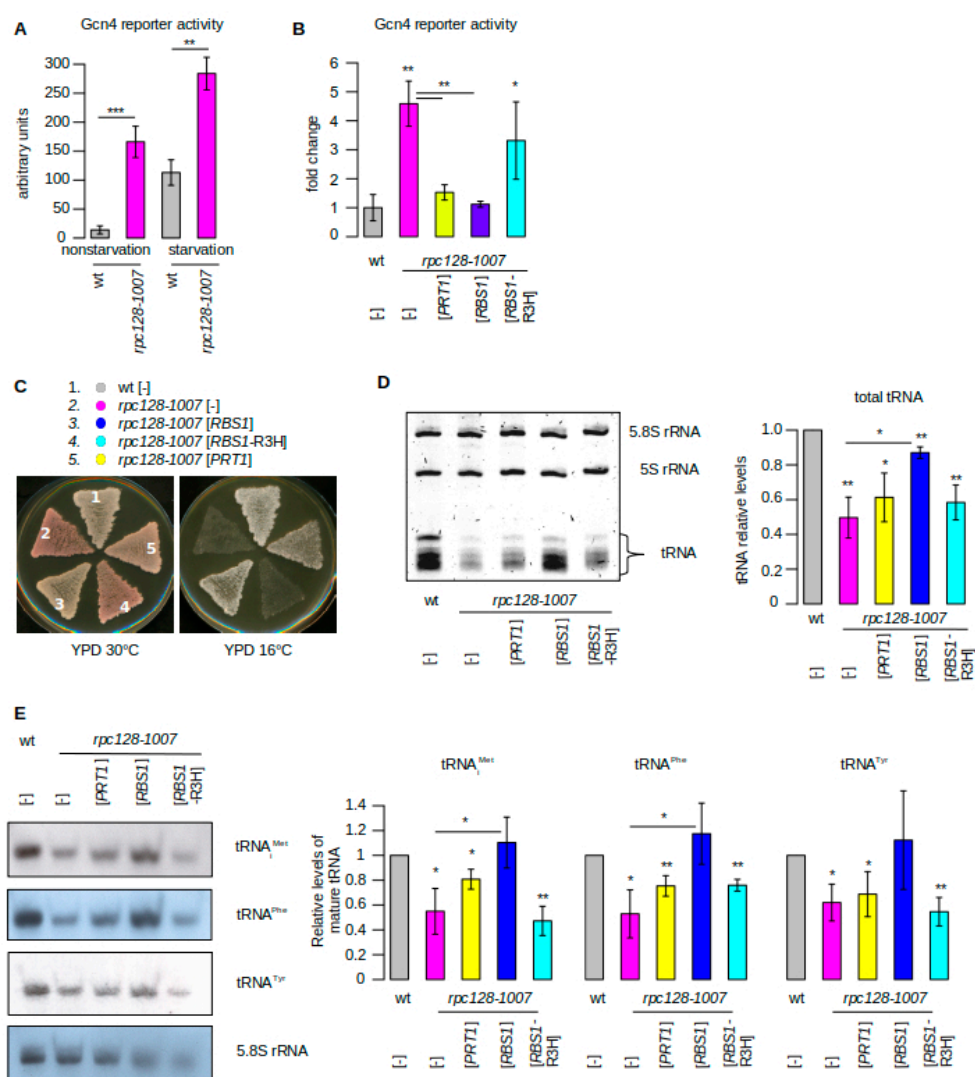 A
Gcn4 reporter activity
arbitrary units
300
250
200
150
100
50
0
***
**
nonstarvation
starvation
wt
rpc128-1007
wt
rpc128-1007
B
Gcn4 reporter activity
fold change
6
5
4
3
2
1
0
**
**
*
wt
rpc128-1007
[-]
[-]
[PRT1]
[RBS1]
[RBS1-
R3H]
C
1. wt [-]
2. rpc128-1007 [-]
3. rpc128-1007 [RBS1]
4. rpc128-1007 [RBS1-R3H]
5. rpc128-1007 [PRT1]
1
2
5
3
4
YPD 30°C
YPD 16°C
D
5.8S rRNA
5S rRNA
tRNA
wt
rpc128-1007
[-]
[-]
[PRT1]
[RBS1]
[RBS1
-R3H]
total tRNA
tRNA relative levels
1.0
0.8
0.6
0.4
0.2
0
**
*
*
**
**
wt
rpc128-1007
[-]
[-]
[PRT1]
[RBS1]
[RBS1-
R3H]
E
wt
rpc128-1007
[-]
[-]
[PRT1]
[RBS1]
[RBS1
-R3H]
tRNAiMet
tRNAPhe
tRNATyr
5.8S rRNA
Relative levels of
mature tRNA
1.4
1.2
1
0.8
0.6
0.4
0.2
0
tRNAiMet
*
*
*
**
wt
rpc128-1007
[-]
[-]
[PRT1]
[RBS1]
[RBS1-
R3H]
tRNAPhe
*
*
**
**
wt
rpc128-1007
[-]
[-]
[PRT1]
[RBS1]
[RBS1-
R3H]
tRNATyr
*
*
**
wt
rpc128-1007
[-]
[-]
[PRT1]
[RBS1]
[RBS1-
R3H]